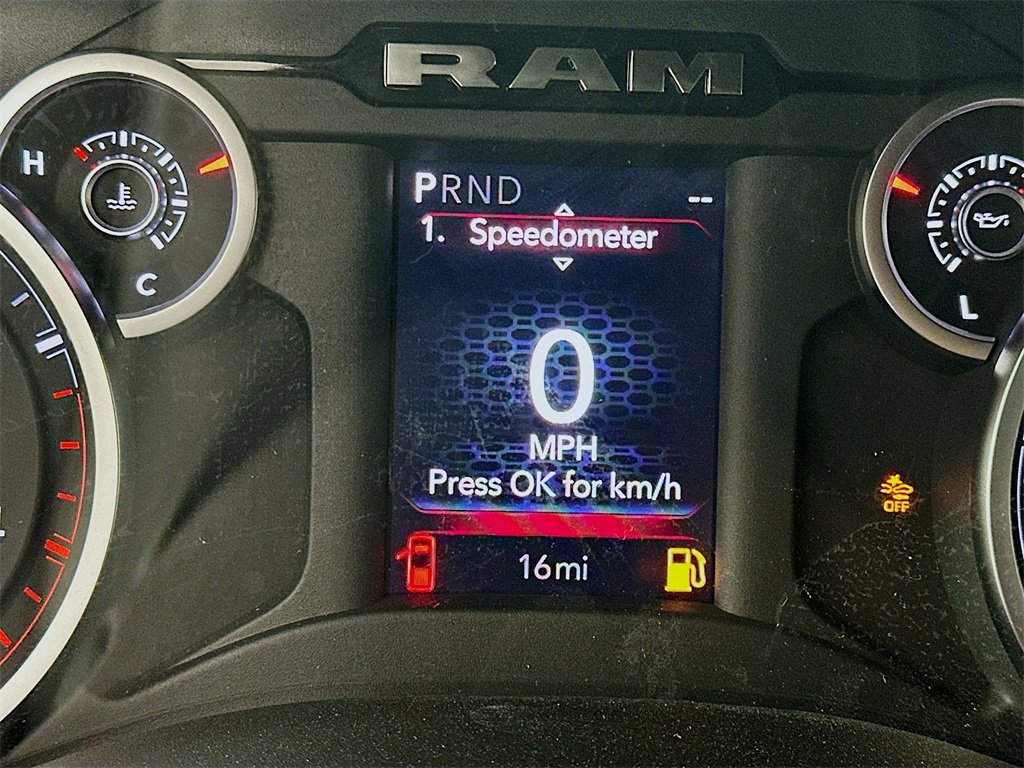 RAM
H
C
PRND --
1. Speedometer
0
MPH
Press OK for km/h
16mi
L
OFF